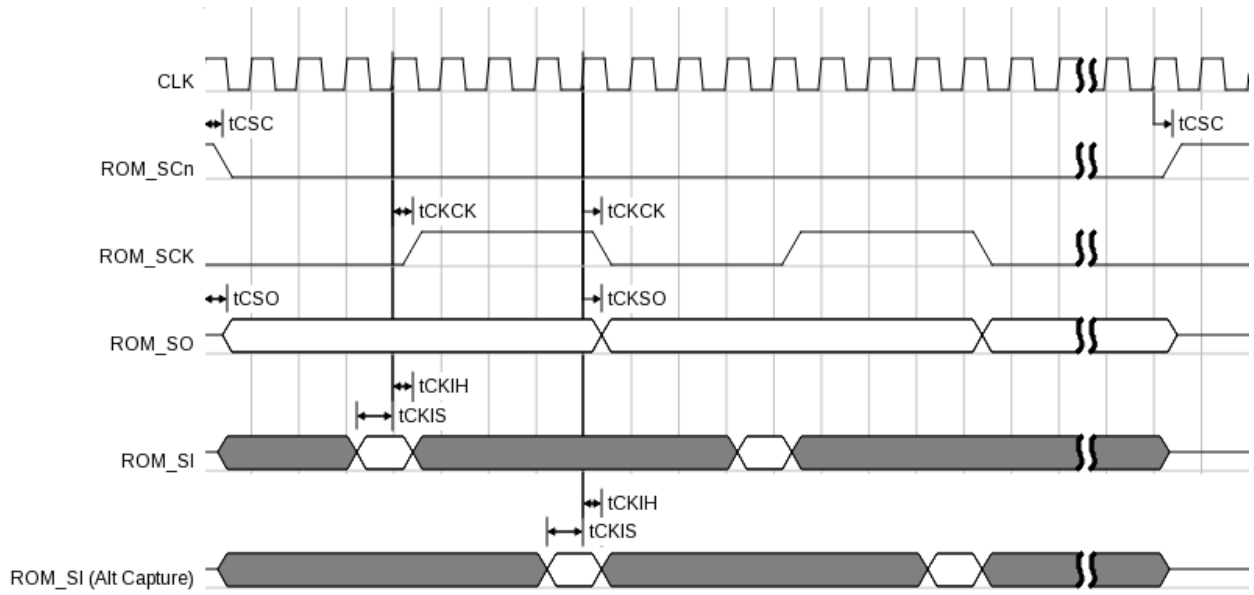 CLK
tCSC
tCSC
ROM_SCn
tCKCK
tCKCK
ROM_SCK
tCSO
tCKSO
ROM_SO
tCKIH
tCKIS
ROM_SI
tCKIH
tCKIS
ROM_SI (Alt Capture)